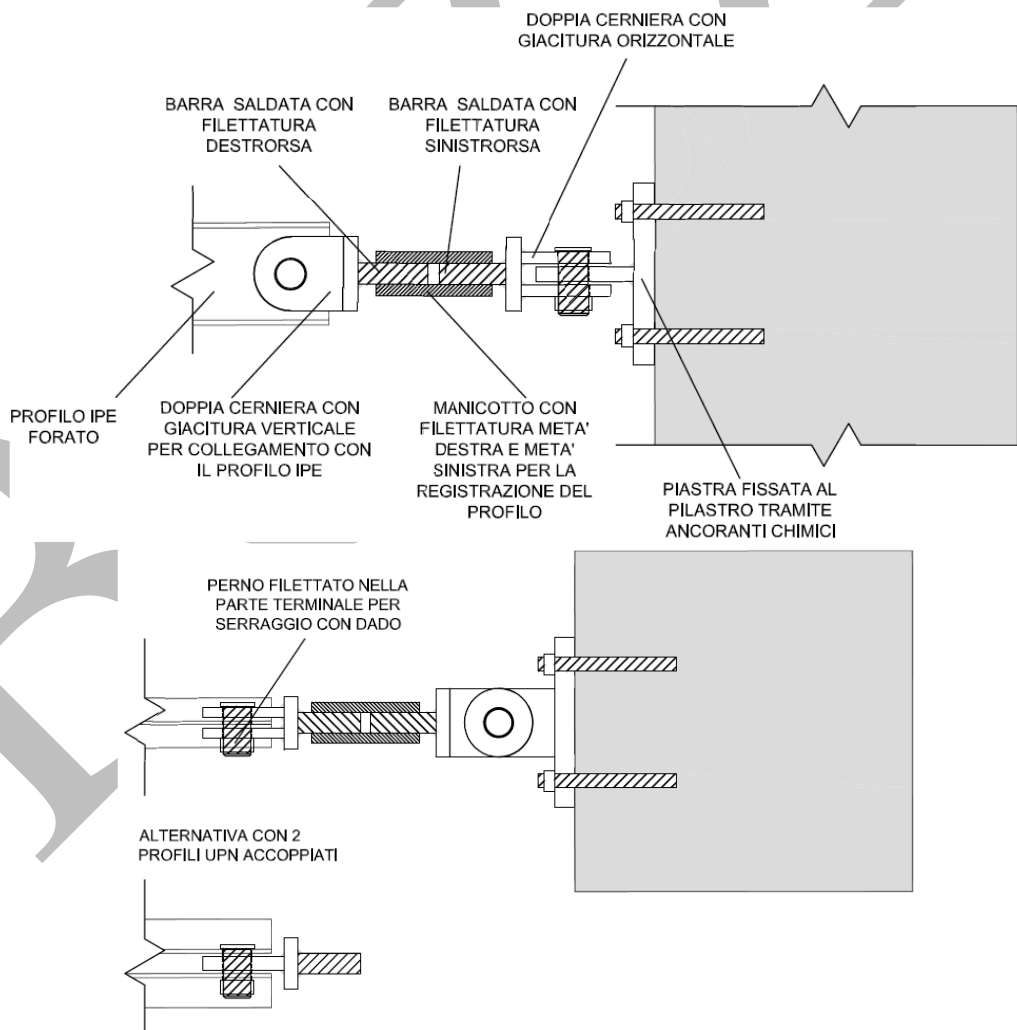 DOPPIA CERNIERA CON
GIACITURA ORIZZONTALE
BARRA SALDATA CON
FILETTATURA
DESTRORSA
BARRA SALDATA CON
FILETTATURA
SINISTRORSA
PROFILO IPE
FORATO
DOPPIA CERNIERA CON
GIACITURA VERTICALE
PER COLLEGAMENTO CON
IL PROFILO IPE
MANICOTTO CON
FILETTATURA META'
DESTRA E META'
SINISTRA PER LA
REGISTRAZIONE DEL
PROFILO
PIASTRA FISSATA AL
PILASTRO TRAMITE
ANCORANTI CHIMICI
PERNO FILETTATO NELLA
PARTE TERMINALE PER
SERRAGGIO CON DADO
ALTERNATIVA CON 2
PROFILI UPN ACCOPPIATI